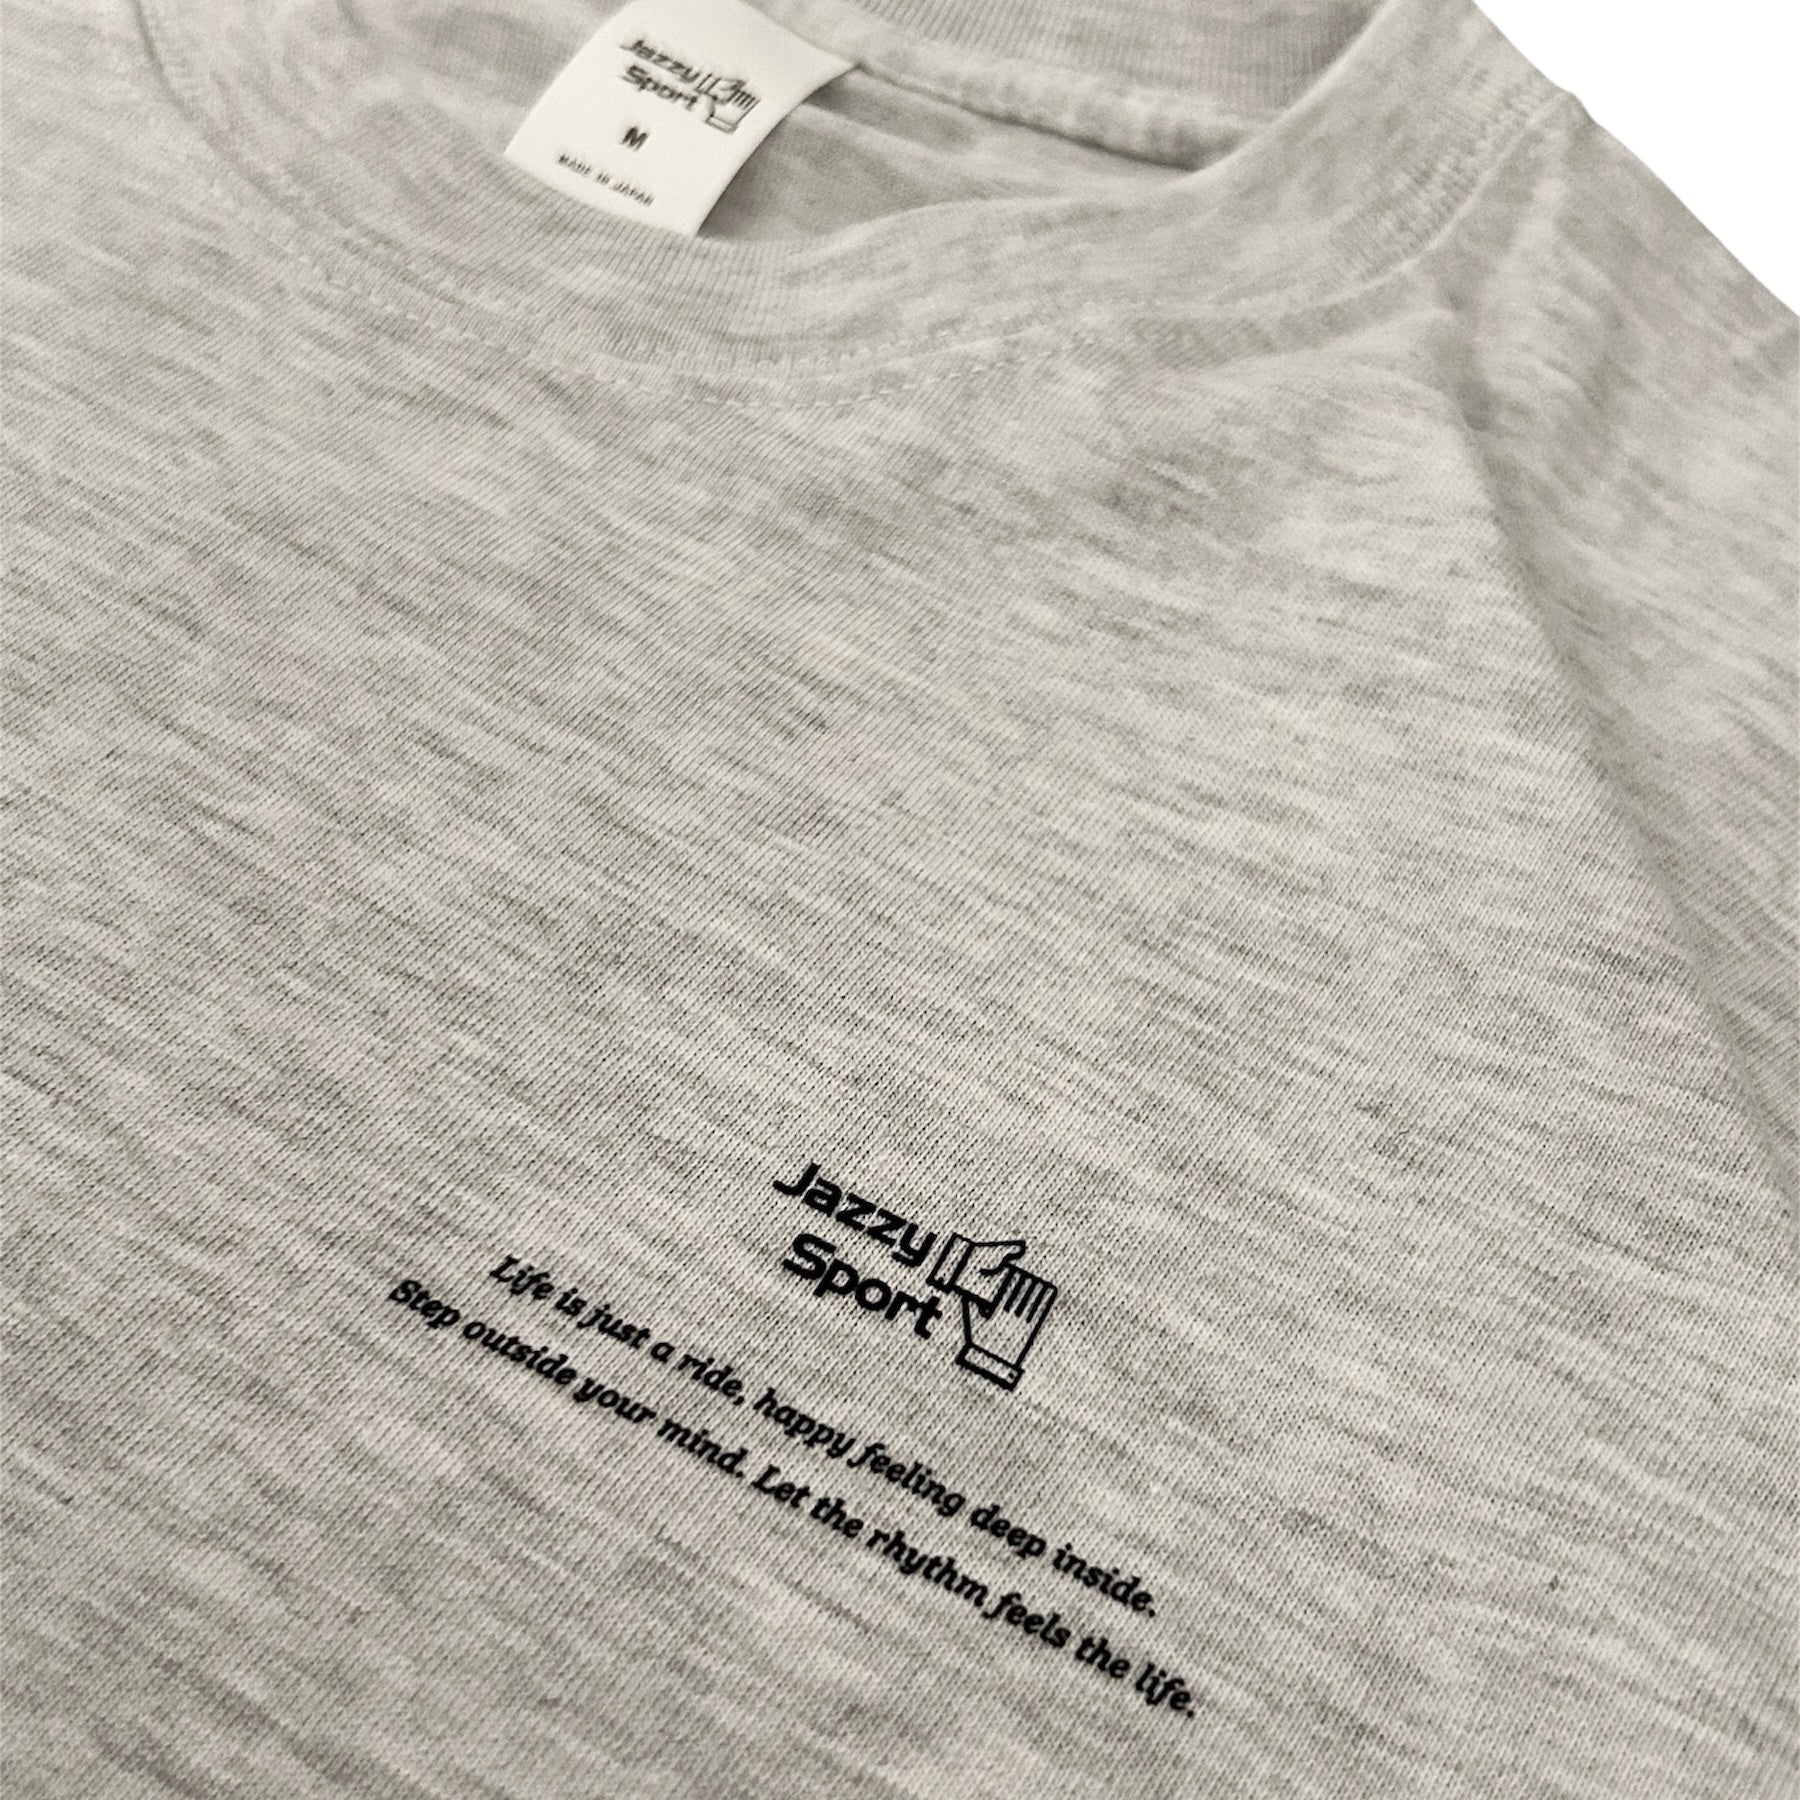 Jazzy
Sport
M
MADE IN JAPAN
Jazzy
Sport
Life is just a ride, happy feeling deep inside.
Step outside your mind. Let the rhythm feels the life.